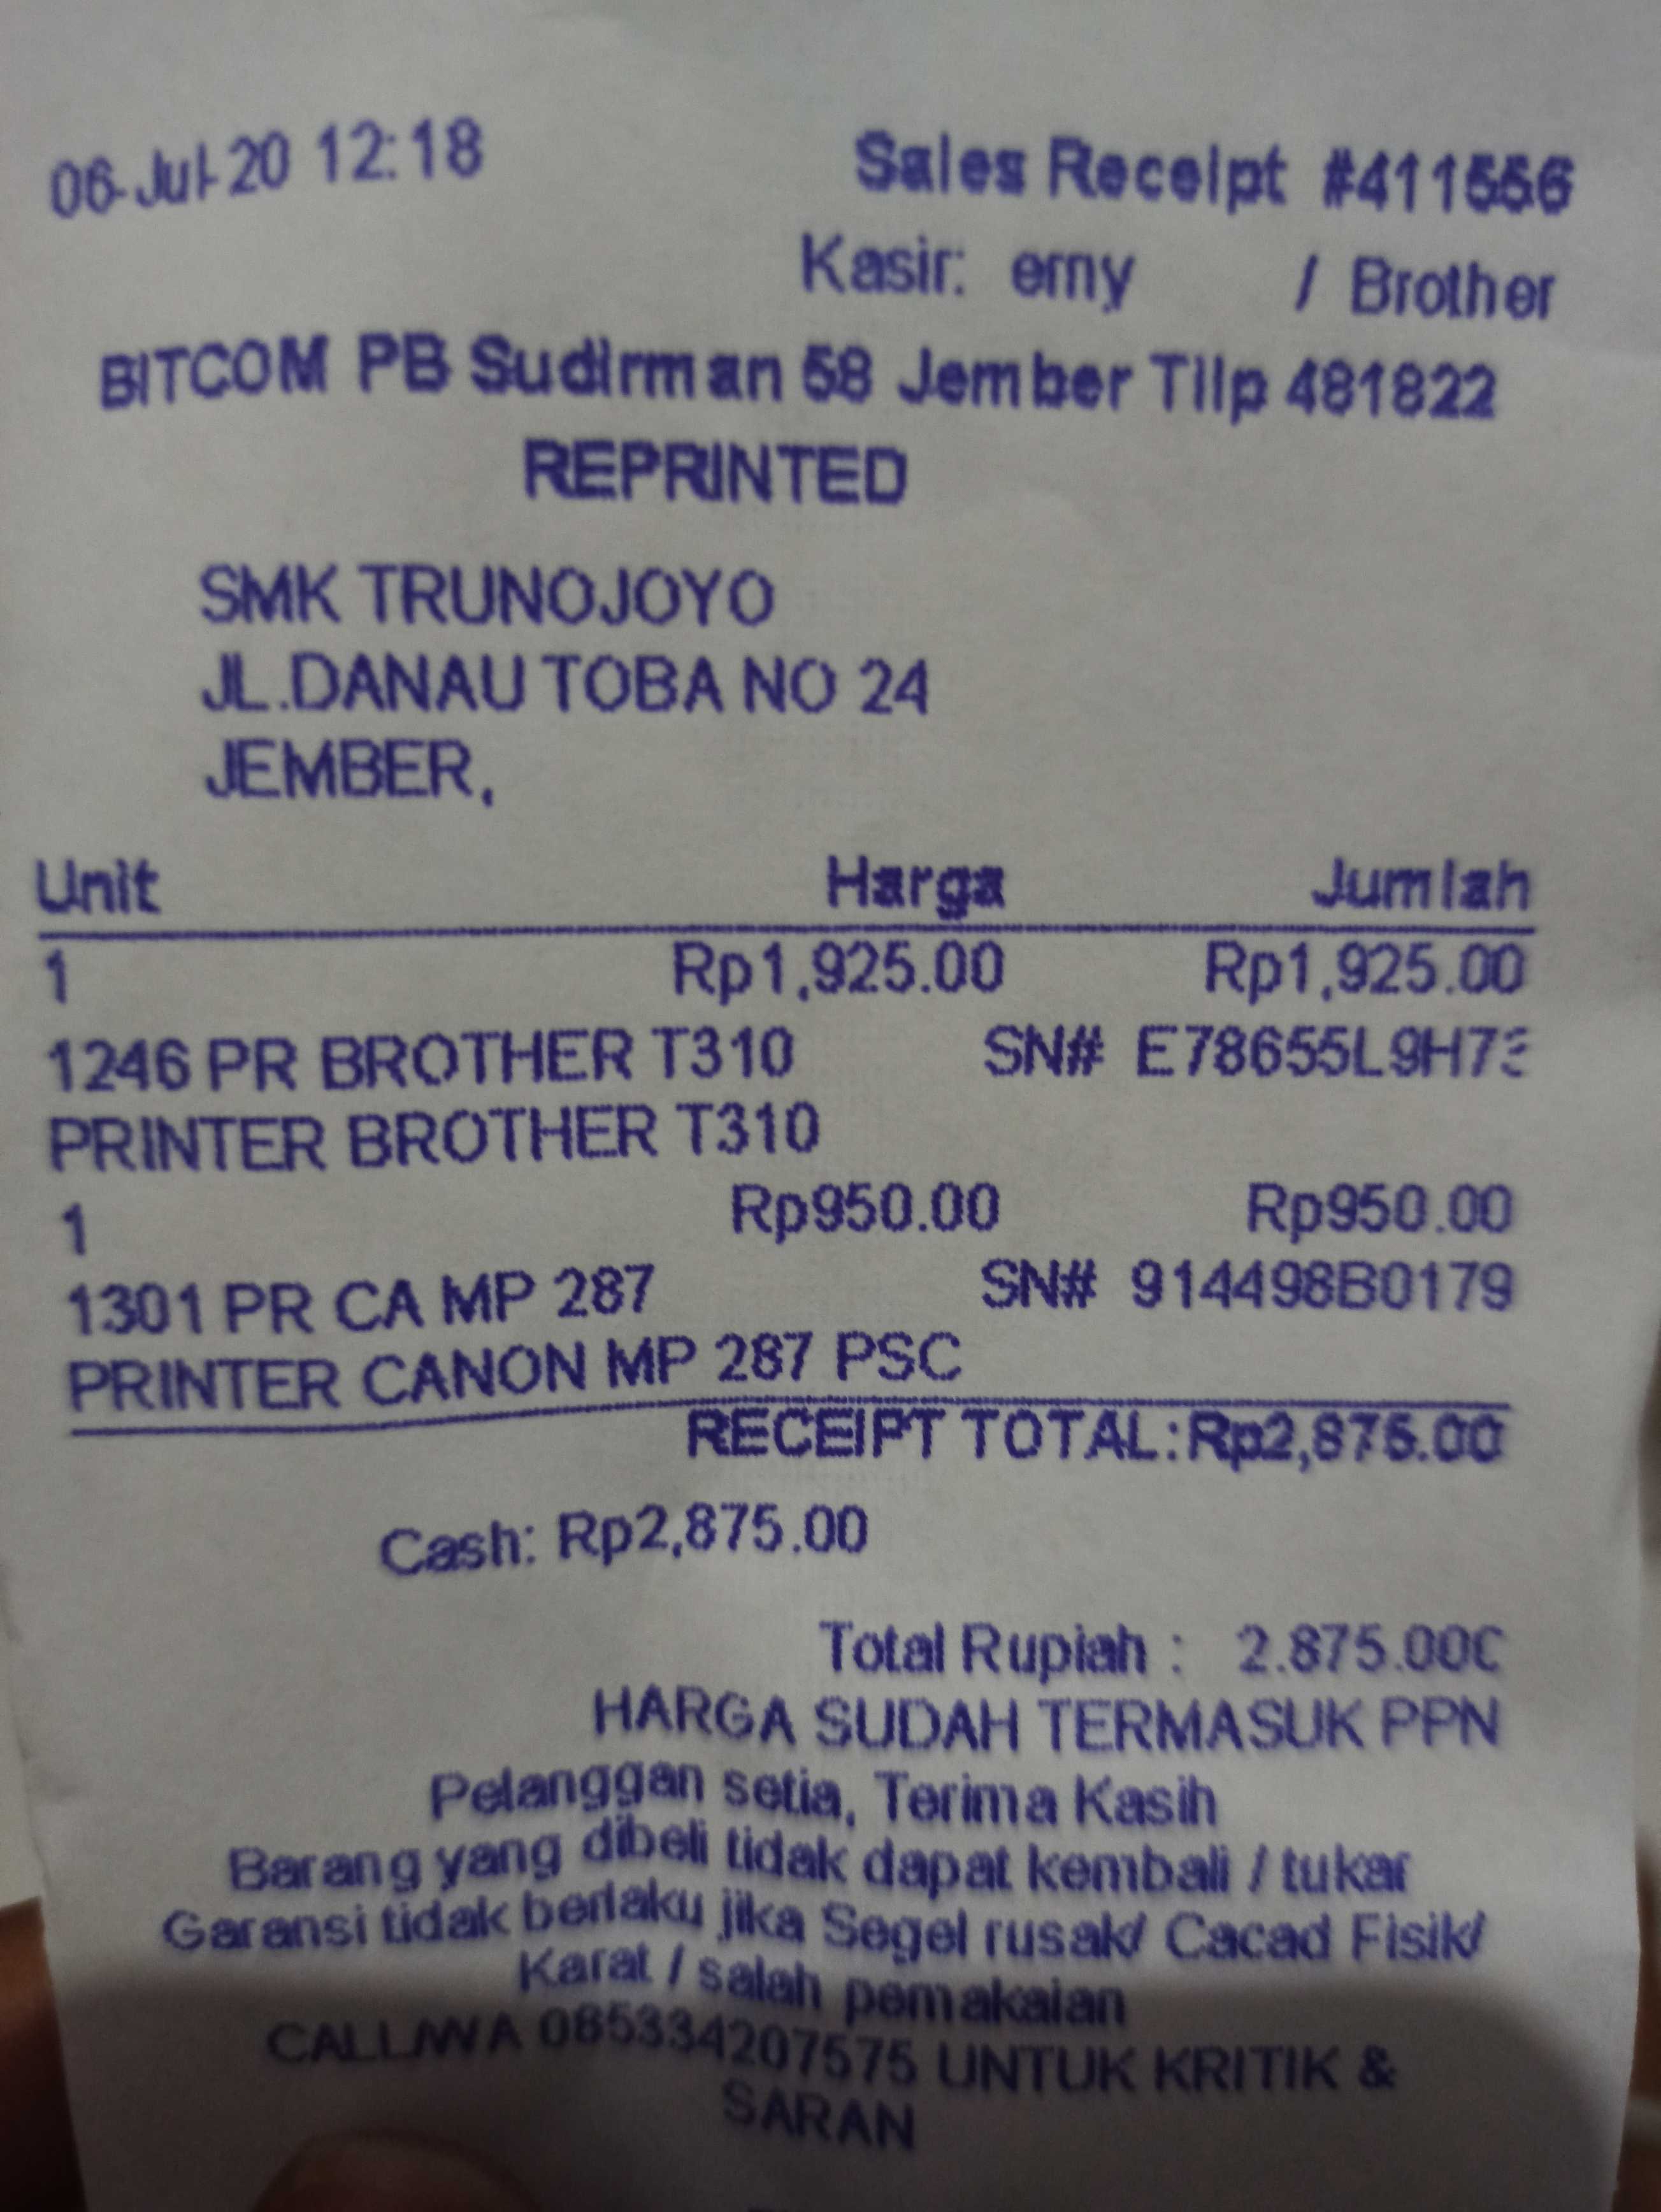 06-Jul-20 12:18 Sales Receipt #411556
Kasir: erny / Brother
BITCOM PB Sudirman 58 Jember Tilp 481822
REPRINTED
SMK TRUNOJOYO
JL.DANAU TOBA NO 24
JEMBER,
Unit Harga Jumlah
1 Rp1,925.00 Rp1,925.00
1246 PR BROTHER T310 SN# E78655L9H73
PRINTER BROTHER T310
1 Rp950.00 Rp950.00
1301 PR CA MP 287 SN# 914498B0179
PRINTER CANON MP 287 PSC
RECEIPT TOTAL: Rp2,875.00
Cash: Rp2,875.00
Total Rupiah : 2.875.000
HARGA SUDAH TERMASUK PPN
Pelanggan setia, Terima Kasih
Barang yang dibeli tidak dapat kembali / tukar
Garansi tidak berlaku jika Segel rusak/ Cacad Fisik/
Karat / salah pemakaian
CALL/WA 085334207575 UNTUK KRITIK &
SARAN